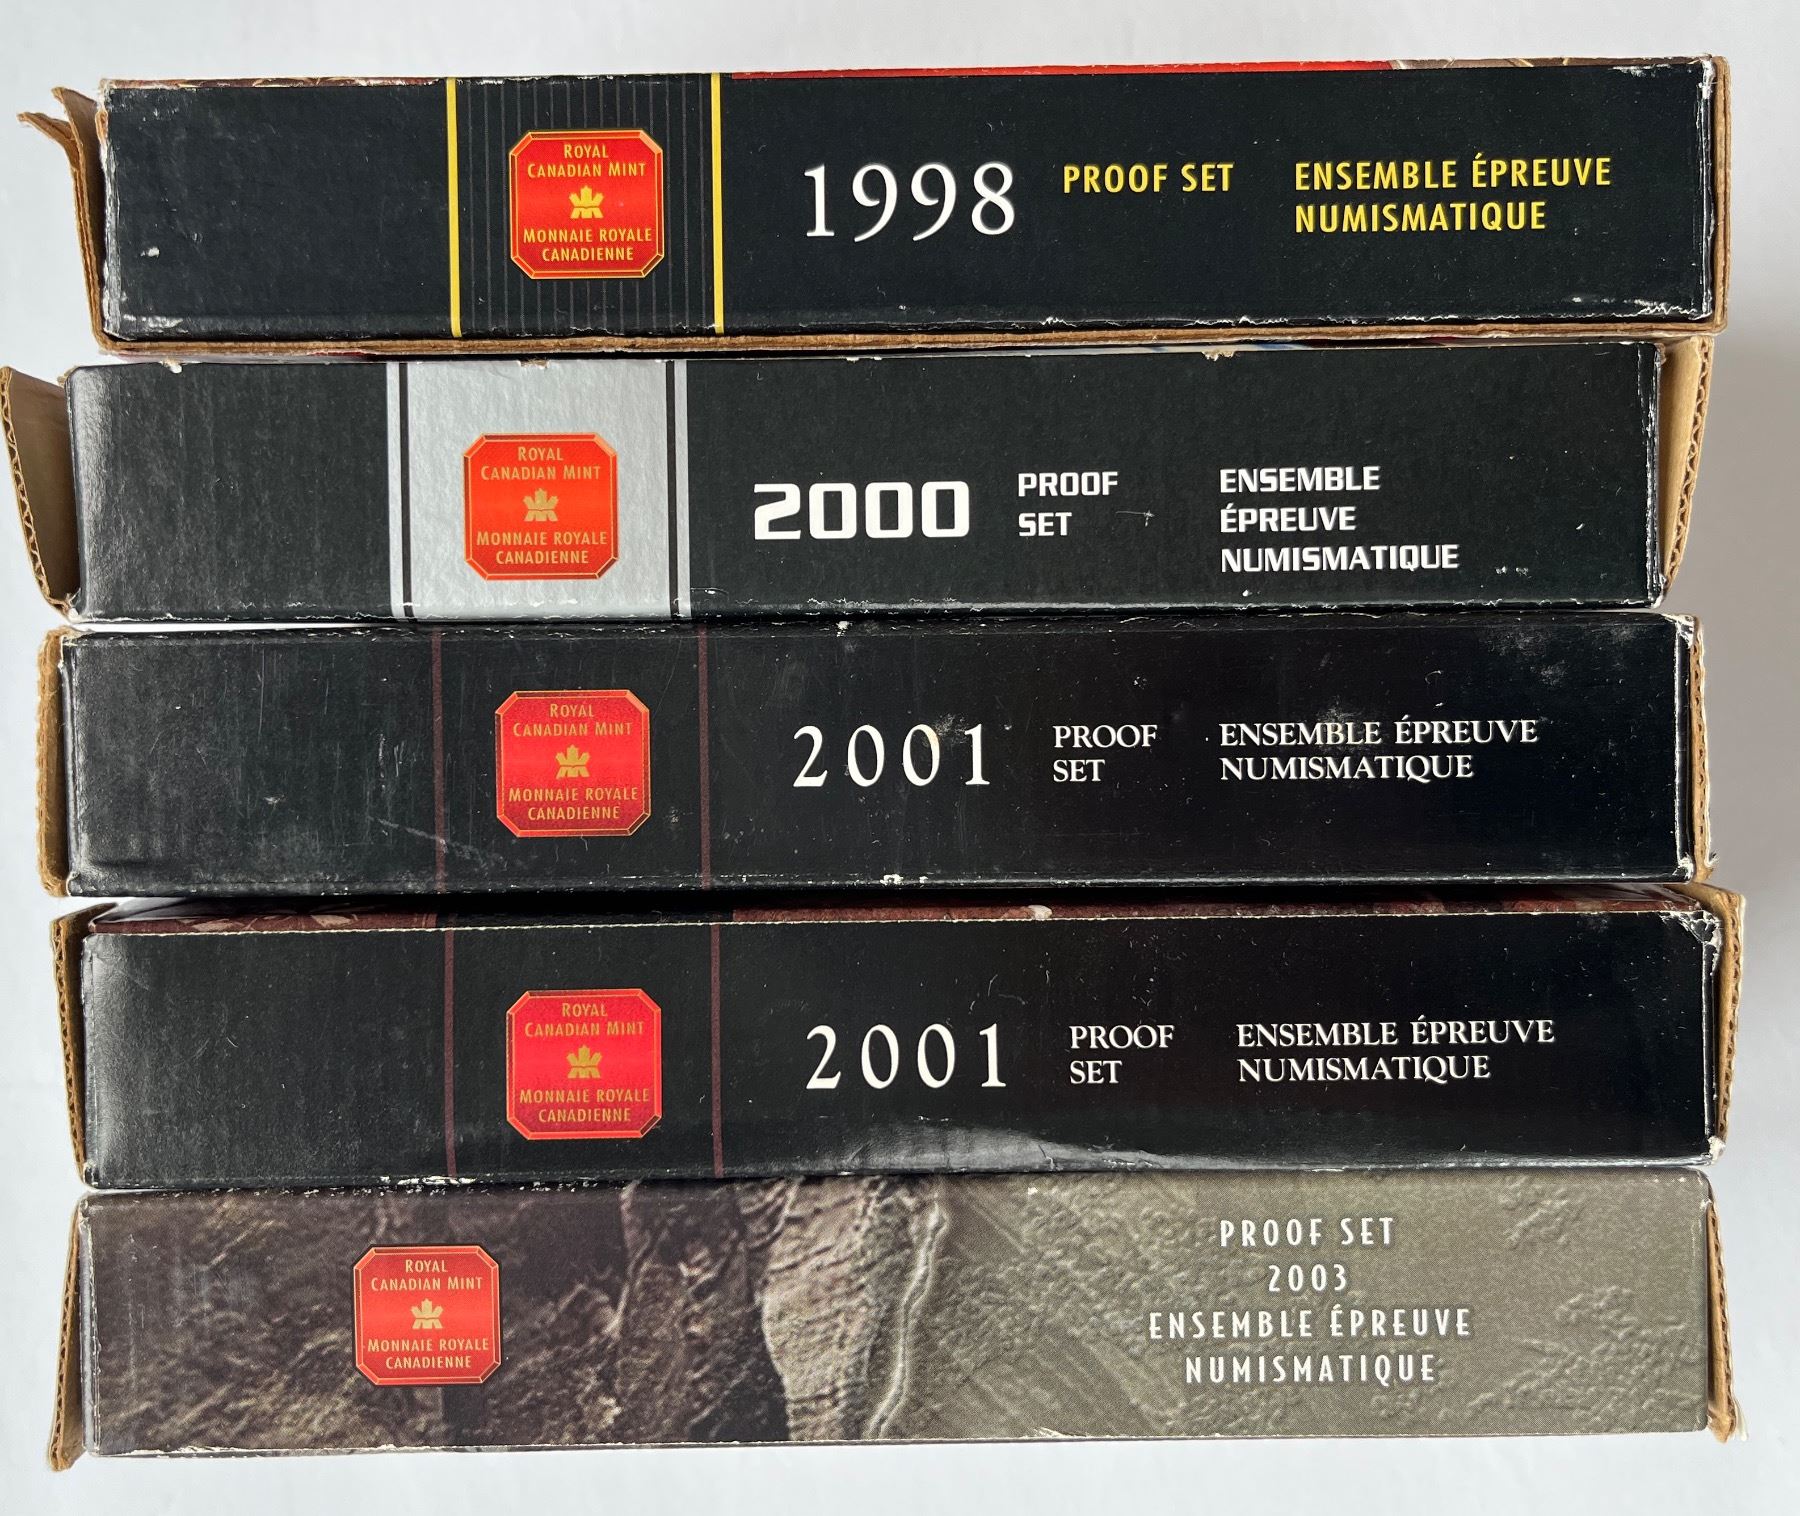 ROYAL
CANADIAN MINT
MONNAIE ROYALE
CANADIENNE
1998
PROOF SET
ENSEMBLE ÉPREUVE
NUMISMATIQUE
ROYAL
CANADIAN MINT
MONNAIE ROYALE
CANADIENNE
2000
PROOF
SET
ENSEMBLE
ÉPREUVE
NUMISMATIQUE
ROYAL
CANADIAN MINT
MONNAIE ROYALE
CANADIENNE
2001
PROOF
SET
ENSEMBLE ÉPREUVE
NUMISMATIQUE
ROYAL
CANADIAN MINT
MONNAIE ROYALE
CANADIENNE
2001
PROOF
SET
ENSEMBLE ÉPREUVE
NUMISMATIQUE
ROYAL
CANADIAN MINT
MONNAIE ROYALE
CANADIENNE
PROOF SET
2003
ENSEMBLE ÉPREUVE
NUMISMATIQUE